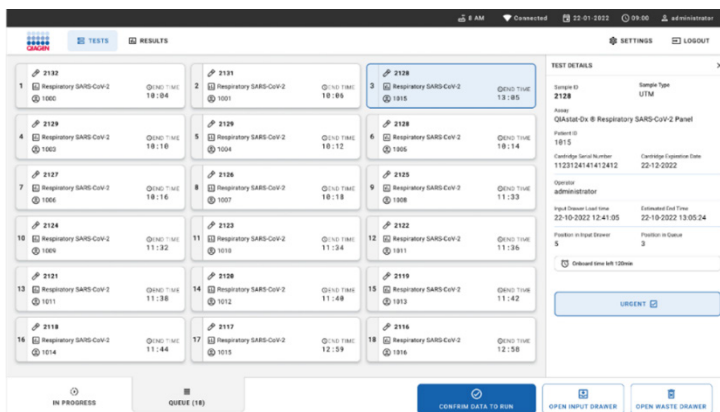 6 AM Connected 22-01-2022 09:00 administrator
QIAGEN TESTS RESULTS SETTINGS LOGOUT
TEST DETAILS
2132
1 Respiratory SARS-CoV-2 END TIME
1000 10:04
2131
2 Respiratory SARS-CoV-2 END TIME
1001 10:06
2128
3 Respiratory SARS-CoV-2 END TIME
1015 13:05
2129
4 Respiratory SARS-CoV-2 END TIME
1003 10:10
2129
5 Respiratory SARS-CoV-2 END TIME
1004 10:12
2128
6 Respiratory SARS-CoV-2 END TIME
1005 10:14
2127
7 Respiratory SARS-CoV-2 END TIME
1006 10:16
2126
8 Respiratory SARS-CoV-2 END TIME
1007 10:18
2125
9 Respiratory SARS-CoV-2 END TIME
1008 11:33
2124
10 Respiratory SARS-CoV-2 END TIME
1009 11:32
2123
11 Respiratory SARS-CoV-2 END TIME
1010 11:34
2122
12 Respiratory SARS-CoV-2 END TIME
1011 11:36
2121
13 Respiratory SARS-CoV-2 END TIME
1011 11:38
2120
14 Respiratory SARS-CoV-2 END TIME
1012 11:40
2119
15 Respiratory SARS-CoV-2 END TIME
1013 11:42
2118
16 Respiratory SARS-CoV-2 END TIME
1014 11:44
2117
17 Respiratory SARS-CoV-2 END TIME
1015 12:59
2116
18 Respiratory SARS-CoV-2 END TIME
1016 12:58
Sample ID Sample Type
2128 UTM
Assay
QIAstat-Dx ® Respiratory SARS-CoV-2 Panel
Patient ID
1015
Cartridge Serial Number Cartridge Expiration Date
1123124141412412 22-12-2022
Operator
administrator
Input Drawer Load time Estimated End Time
22-10-2022 12:41:05 22-10-2022 13:05:24
Position in Input Drawer Position in Queue
5 3
Onboard time left 120min
URGENT
IN PROGRESS QUEUE (18) CONFRIM DATA TO RUN OPEN INPUT DRAWER OPEN WASTE DRAWER